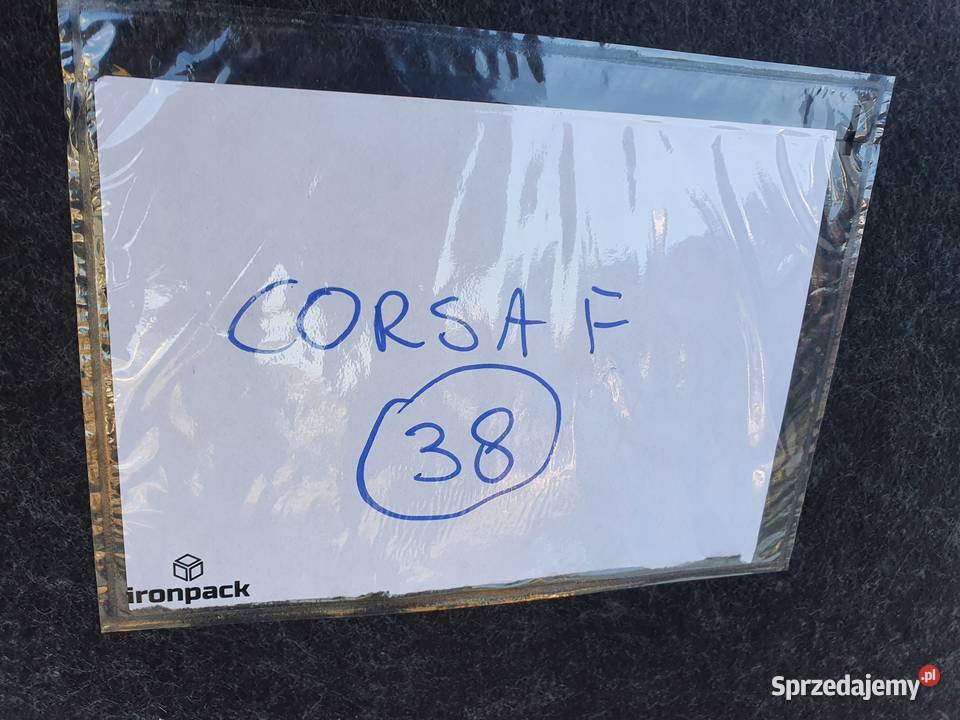 CORSA F
38
ironpack
Sprzedajemy.pl